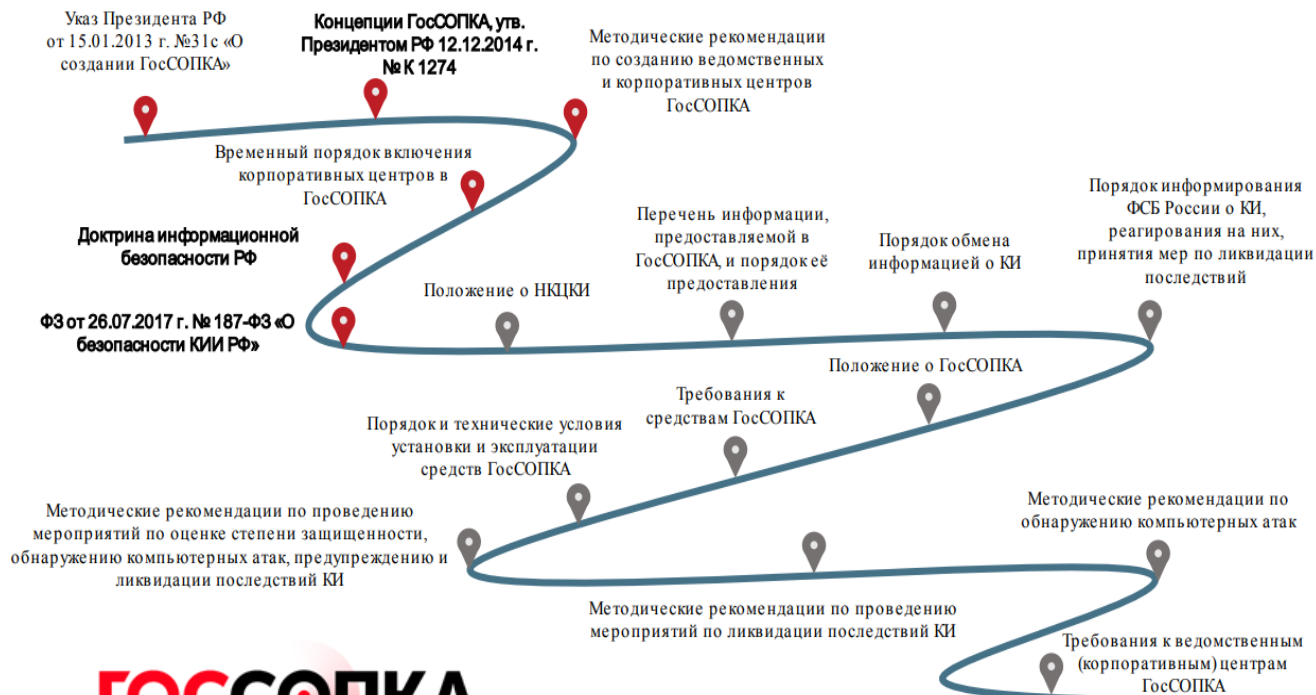 Указ Президента РФ
от 15.01.2013 г. №31с «О
создании ГосСОПКА»
Концепции ГосСОПКА, утв.
Президентом РФ 12.12.2014 г.
№ К 1274
Методические рекомендации
по созданию ведомственных
и корпоративных центров
ГосСОПКА
Временный порядок включения
корпоративных центров в
ГосСОПКА
Доктрина информационной
безопасности РФ
ФЗ от 26.07.2017 г. № 187-ФЗ «О
безопасности КИИ РФ»
Положение о НКЦКИ
Перечень информации,
предоставляемой в
ГосСОПКА, и порядок её
предоставления
Порядок обмена
информацией о КИ
Порядок информирования
ФСБ России о КИ,
реагирования на них,
принятия мер по ликвидации
последствий
Положение о ГосСОПКА
Требования к
средствам ГосСОПКА
Порядок и технические условия
установки и эксплуатации
средств ГосСОПКА
Методические рекомендации по проведению
мероприятий по оценке степени защищенности,
обнаружению компьютерных атак, предупреждению и
ликвидации последствий КИ
Методические рекомендации по проведению
мероприятий по ликвидации последствий КИ
Методические рекомендации по
обнаружению компьютерных атак
Требования к ведомственным
(корпоративным) центрам
ГосСОПКА
ГОССОПКА